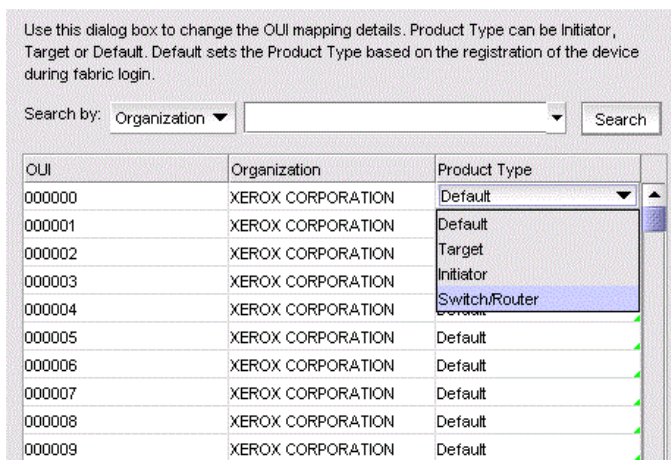 Use this dialog box to change the OUI mapping details. Product Type can be Initiator,
Target or Default. Default sets the Product Type based on the registration of the device
during fabric login.
Search by: Organization Search
OUI Organization Product Type
000000 XEROX CORPORATION Default
000001 XEROX CORPORATION Default
000002 XEROX CORPORATION Target
000003 XEROX CORPORATION Initiator
Switch/Router
000004 XEROX CORPORATION
000005 XEROX CORPORATION Default
000006 XEROX CORPORATION Default
000007 XEROX CORPORATION Default
000008 XEROX CORPORATION Default
000009 XEROX CORPORATION Default